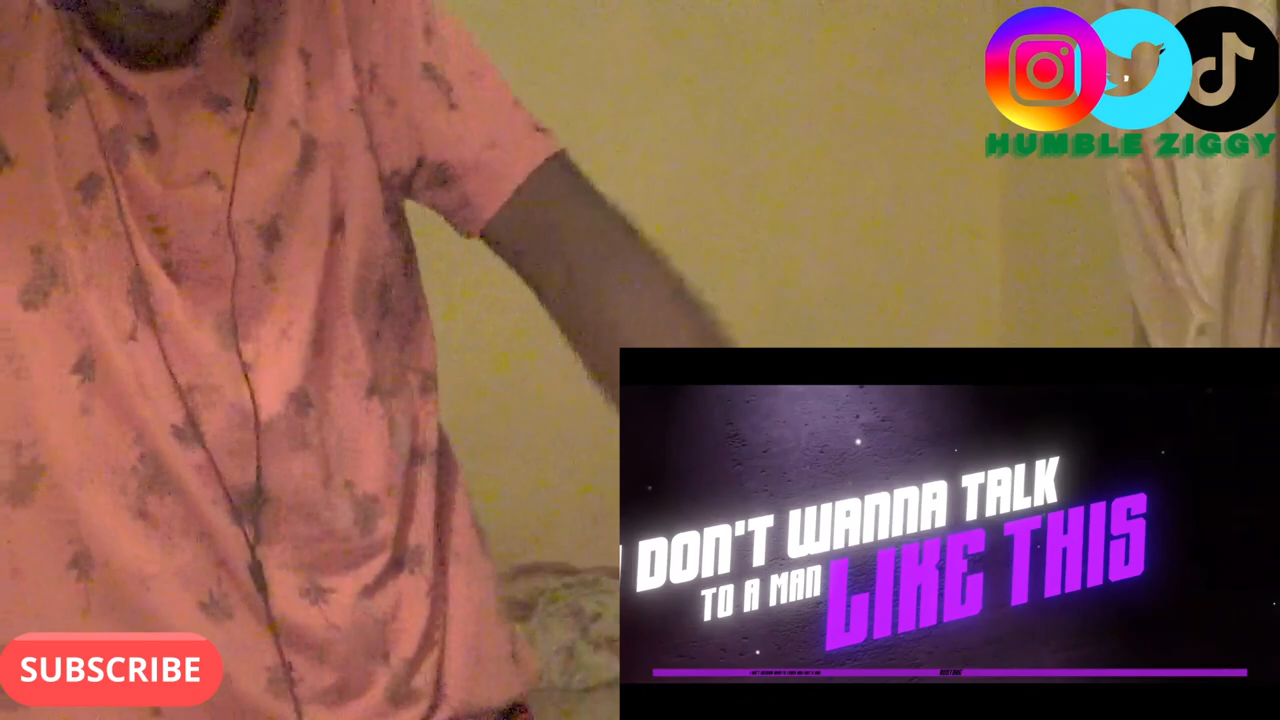 HUMBLE ZIGGY
DON'T WANNA TALK
TO A MAN LIKE THIS
SUBSCRIBE